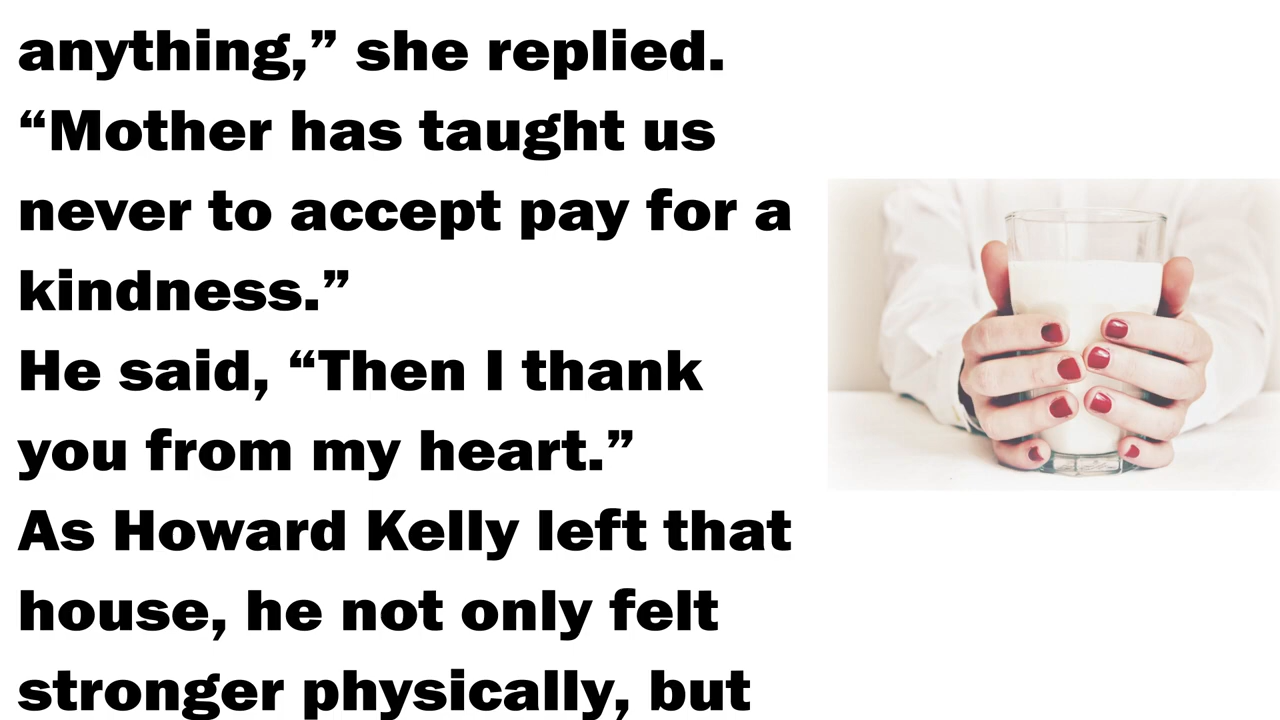 anything,” she replied.
“Mother has taught us
never to accept pay for a
kindness.”
He said, “Then I thank
you from my heart.”
As Howard Kelly left that
house, he not only felt
stronger physically, but